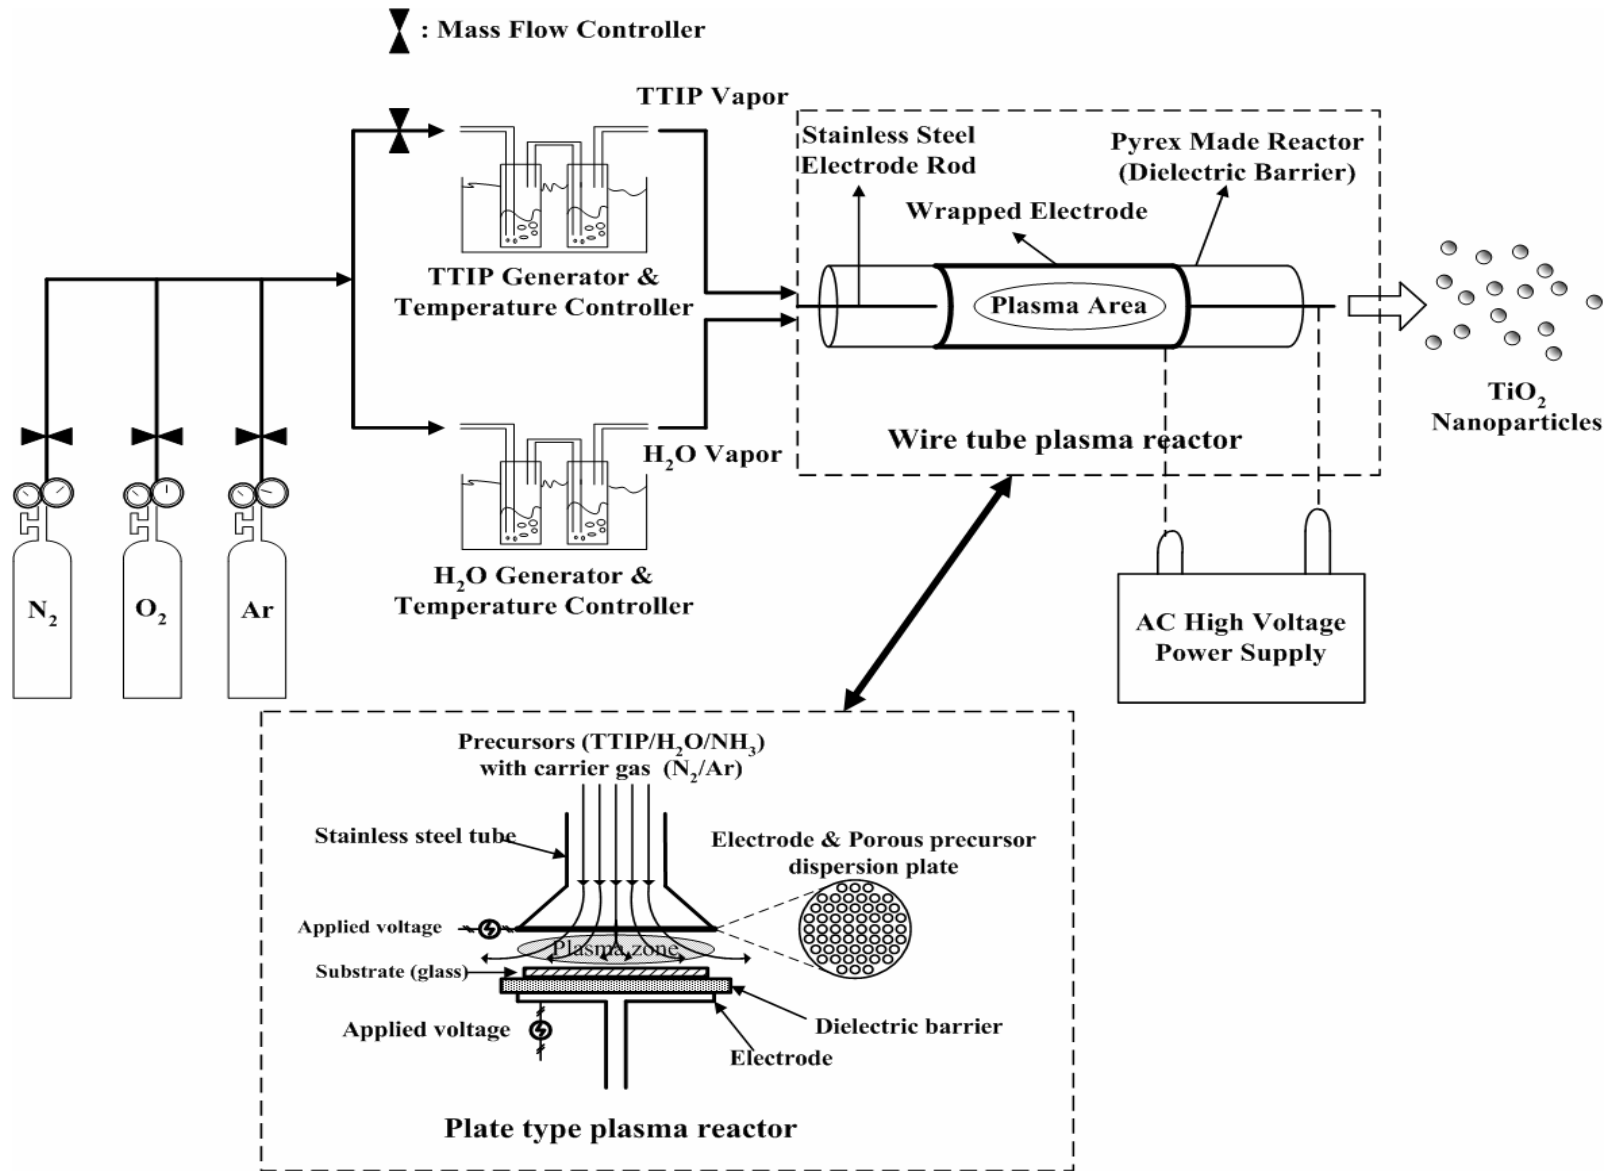 : Mass Flow Controller
TTIP Vapor
Stainless Steel
Electrode Rod
Pyrex Made Reactor
(Dielectric Barrier)
Wrapped Electrode
TTIP Generator &
Temperature Controller
Plasma Area
TiO2
Nanoparticles
Wire tube plasma reactor
H2O Vapor
H2O Generator &
Temperature Controller
N2
O2
Ar
AC High Voltage
Power Supply
Precursors (TTIP/H2O/NH3)
with carrier gas (N2/Ar)
Stainless steel tube
Electrode & Porous precursor
dispersion plate
Applied voltage
Plasma zone
Substrate (glass)
Applied voltage
Dielectric barrier
Electrode
Plate type plasma reactor